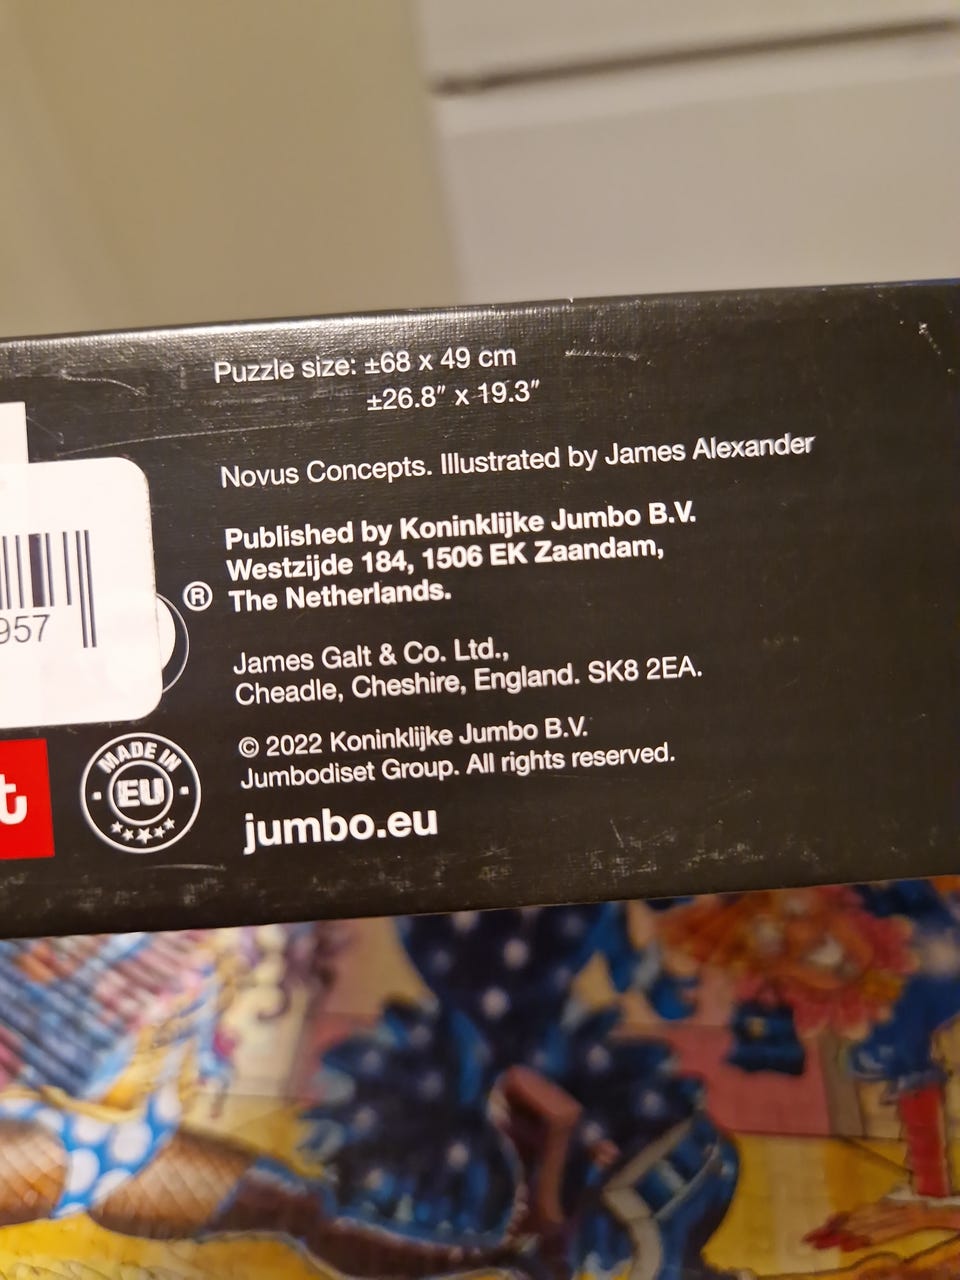 Puzzle size: ±68 x 49 cm
±26.8" x 19.3"
Novus Concepts. Illustrated by James Alexander
Published by Koninklijke Jumbo B.V.
Westzijde 184, 1506 EK Zaandam,
® The Netherlands.
957
James Galt & Co. Ltd.,
Cheadle, Cheshire, England. SK8 2EA.
© 2022 Koninklijke Jumbo B.V.
Jumbodiset Group. All rights reserved.
t
MADE IN
EU
jumbo.eu